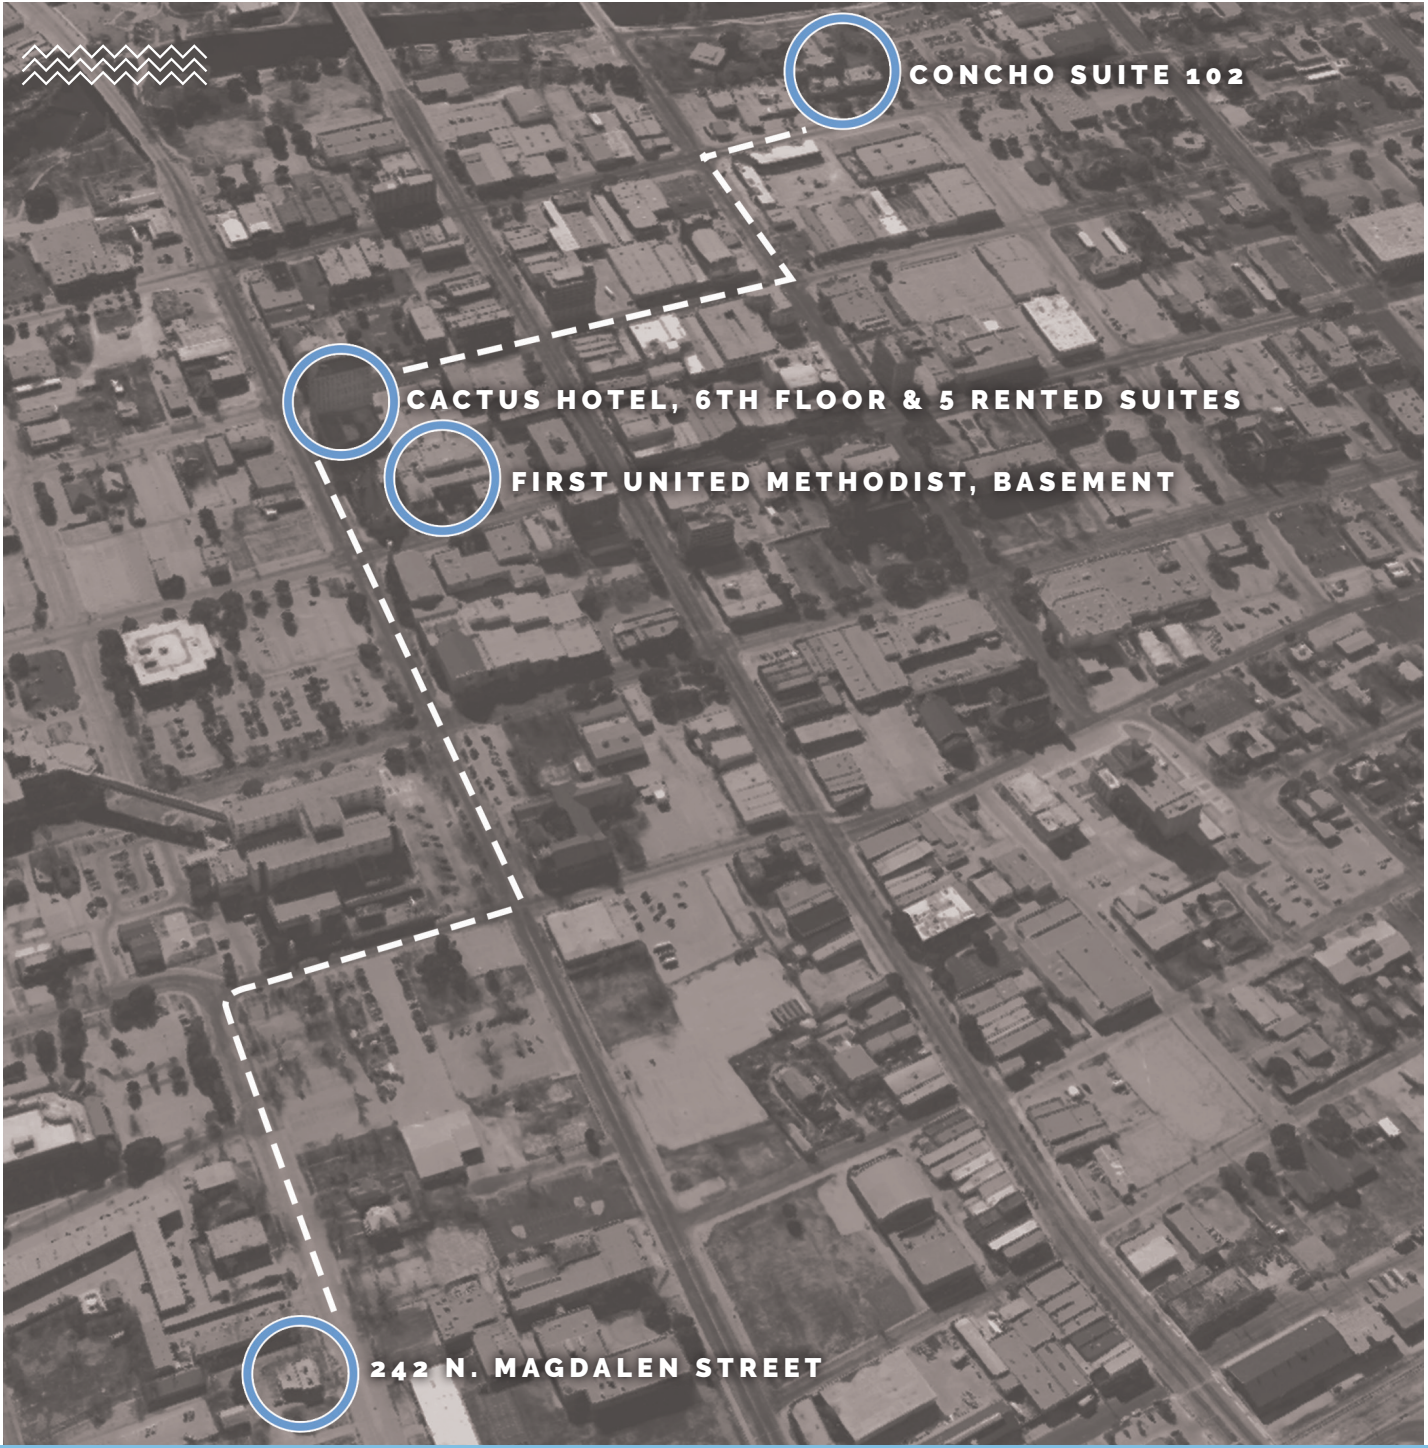 CONCHO SUITE 102
CACTUS HOTEL, 6TH FLOOR & 5 RENTED SUITES
FIRST UNITED METHODIST, BASEMENT
242 N. MAGDALEN STREET